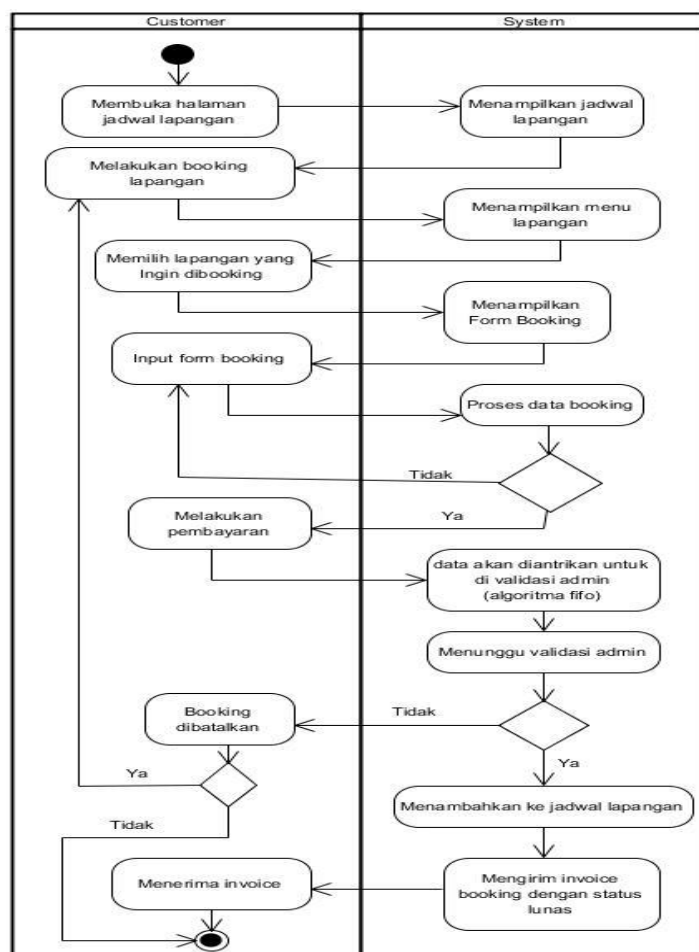 Customer
System
Membuka halaman
jadwal lapangan
Menampilkan jadwal
lapangan
Melakukan booking
lapangan
Menampilkan menu
lapangan
Memilih lapangan yang
Ingin dibooking
Menampilkan
Form Booking
Input form booking
Proses data booking
Tidak
Ya
Melakukan
pembayaran
data akan diantrikan untuk
di validasi admin
(algoritma fifo)
Menunggu validasi admin
Tidak
Booking
dibatalkan
Ya
Ya
Menambahkan ke jadwal lapangan
Tidak
Menerima invoice
Mengirim invoice
booking dengan status
lunas